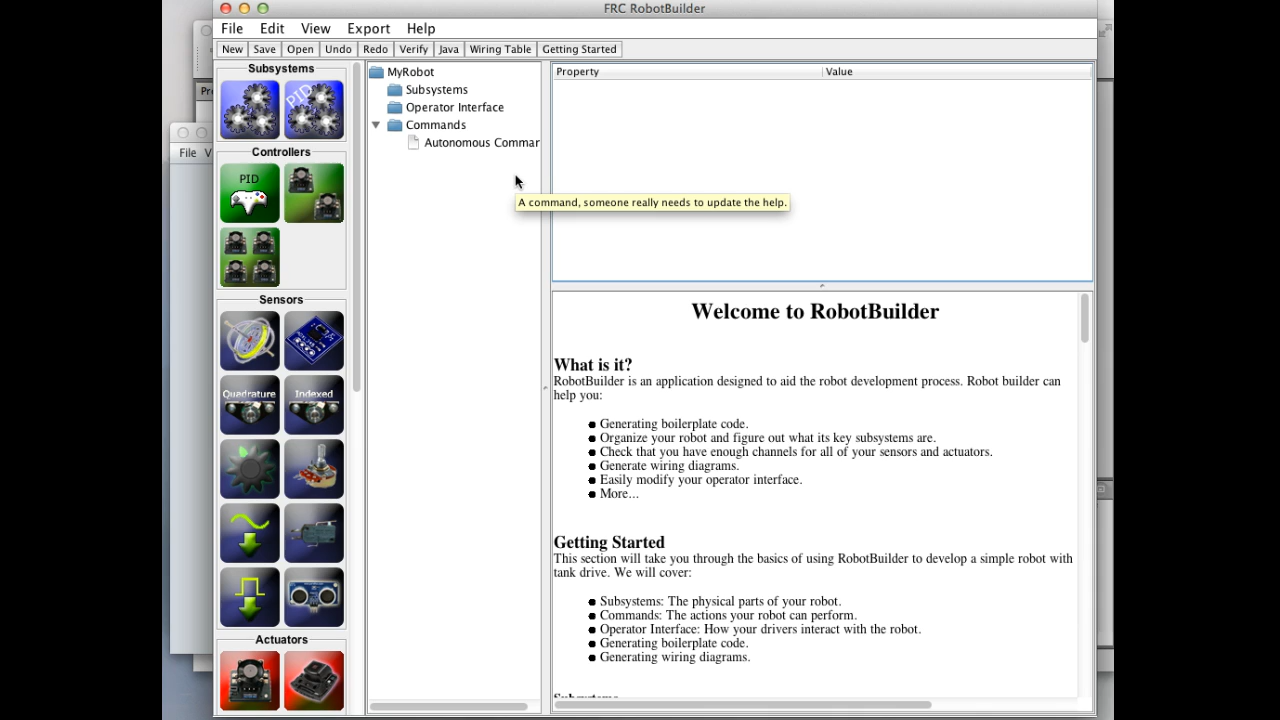 FRC RobotBuilder
File Edit View Export Help
New Save Open Undo Redo Verify Java Wiring Table Getting Started
Subsystems
PID
Controllers
PID
Sensors
Quadrature
Indexed
Actuators
MyRobot
Subsystems
Operator Interface
Commands
Autonomous Commar
A command, someone really needs to update the help.
Property Value
Welcome to RobotBuilder
What is it?
RobotBuilder is an application designed to aid the robot development process. Robot builder can
help you:
Generating boilerplate code.
Organize your robot and figure out what its key subsystems are.
Check that you have enough channels for all of your sensors and actuators.
Generate wiring diagrams.
Easily modify your operator interface.
More...
Getting Started
This section will take you through the basics of using RobotBuilder to develop a simple robot with
tank drive. We will cover:
Subsystems: The physical parts of your robot.
Commands: The actions your robot can perform.
Operator Interface: How your drivers interact with the robot.
Generating boilerplate code.
Generating wiring diagrams.
Subsystems
Pr
File V